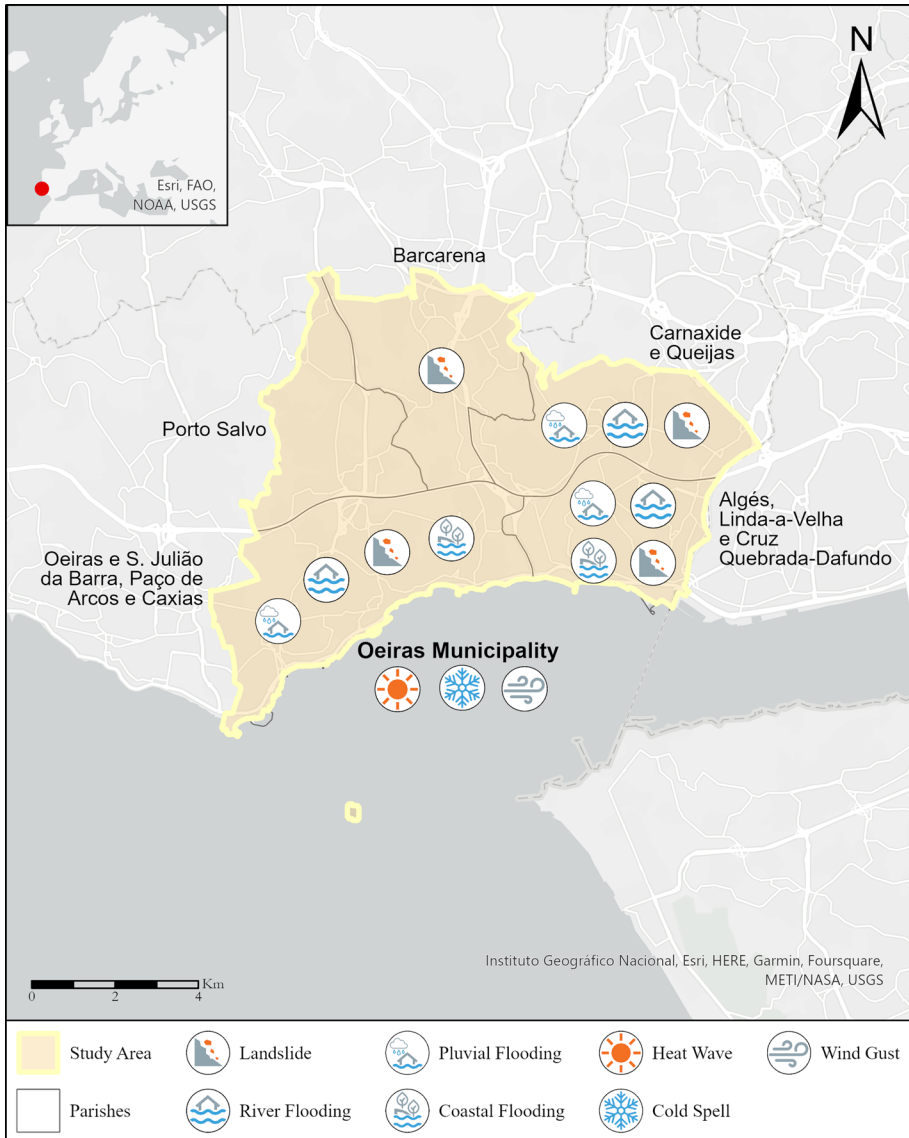 Esri, FAO,
NOAA, USGS
N
Barcarena
Carnaxide
e Queijas
Porto Salvo
Algés,
Linda-a-Velha
e Cruz
Quebrada-Dafundo
Oeiras e S. Julião
da Barra, Paço de
Arcos e Caxias
Oeiras Municipality
Instituto Geográfico Nacional, Esri, HERE, Garmin, Foursquare,
METI/NASA, USGS
Km
0 2 4
Study Area Landslide Pluvial Flooding Heat Wave Wind Gust
Parishes River Flooding Coastal Flooding Cold Spell